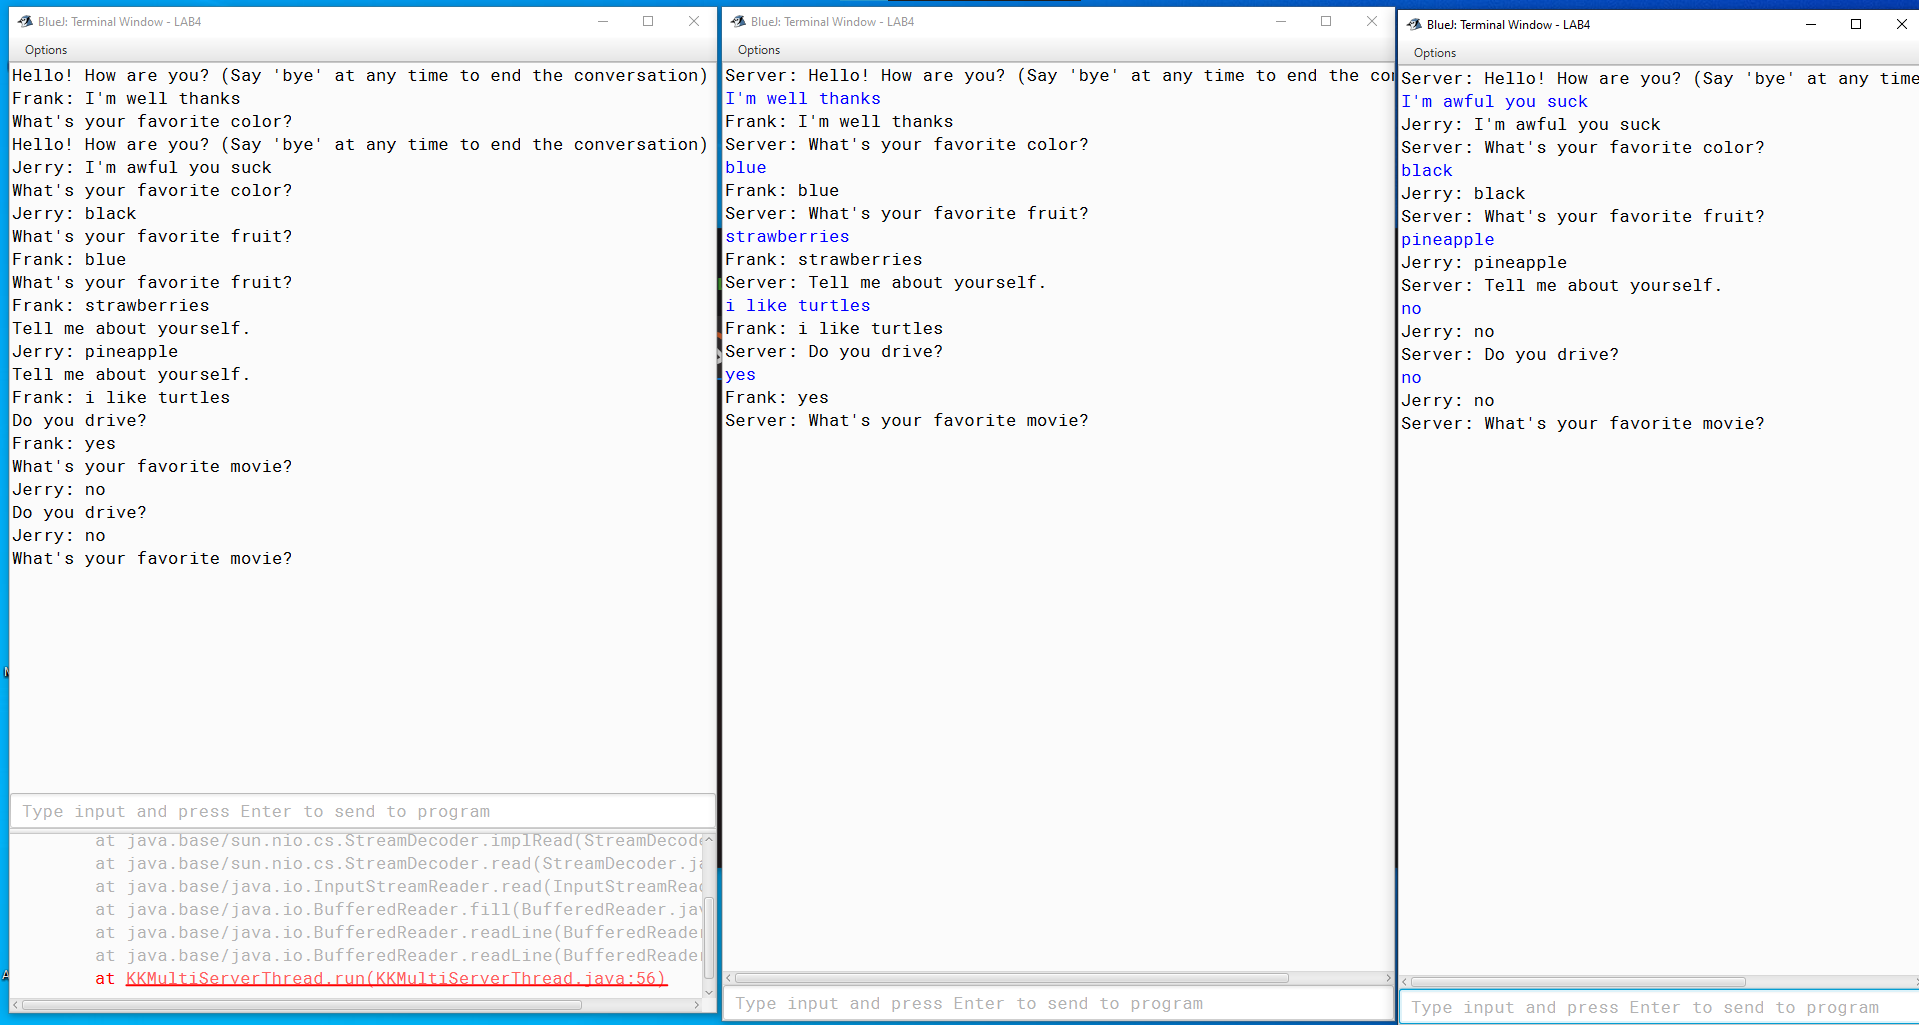 BlueJ: Terminal Window - LAB4
Options
Hello! How are you? (Say 'bye' at any time to end the conversation)
Frank: I'm well thanks
What's your favorite color?
Hello! How are you? (Say 'bye' at any time to end the conversation)
Jerry: I'm awful you suck
What's your favorite color?
Jerry: black
What's your favorite fruit?
Frank: blue
What's your favorite fruit?
Frank: strawberries
Tell me about yourself.
Jerry: pineapple
Tell me about yourself.
Frank: i like turtles
Do you drive?
Frank: yes
What's your favorite movie?
Jerry: no
Do you drive?
Jerry: no
What's your favorite movie?
Type input and press Enter to send to program
at java.base/sun.nio.cs.StreamDecoder.implRead(StreamDecod
at java.base/sun.nio.cs.StreamDecoder.read(StreamDecoder.j
at java.base/java.io.InputStreamReader.read(InputStreamRea
at java.base/java.io.BufferedReader.fill(BufferedReader.ja
at java.base/java.io.BufferedReader.readLine(BufferedReade
at java.base/java.io.BufferedReader.readLine(BufferedReade
at KKMultiServerThread.run(KKMultiServerThread.java:56)
BlueJ: Terminal Window - LAB4
Options
Server: Hello! How are you? (Say 'bye' at any time to end the co
I'm well thanks
Frank: I'm well thanks
Server: What's your favorite color?
blue
Frank: blue
Server: What's your favorite fruit?
strawberries
Frank: strawberries
Server: Tell me about yourself.
i like turtles
Frank: i like turtles
Server: Do you drive?
yes
Frank: yes
Server: What's your favorite movie?
Type input and press Enter to send to program
BlueJ: Terminal Window - LAB4
Options
Server: Hello! How are you? (Say 'bye' at any time
I'm awful you suck
Jerry: I'm awful you suck
Server: What's your favorite color?
black
Jerry: black
Server: What's your favorite fruit?
pineapple
Jerry: pineapple
Server: Tell me about yourself.
no
Jerry: no
Server: Do you drive?
no
Jerry: no
Server: What's your favorite movie?
Type input and press Enter to send to program